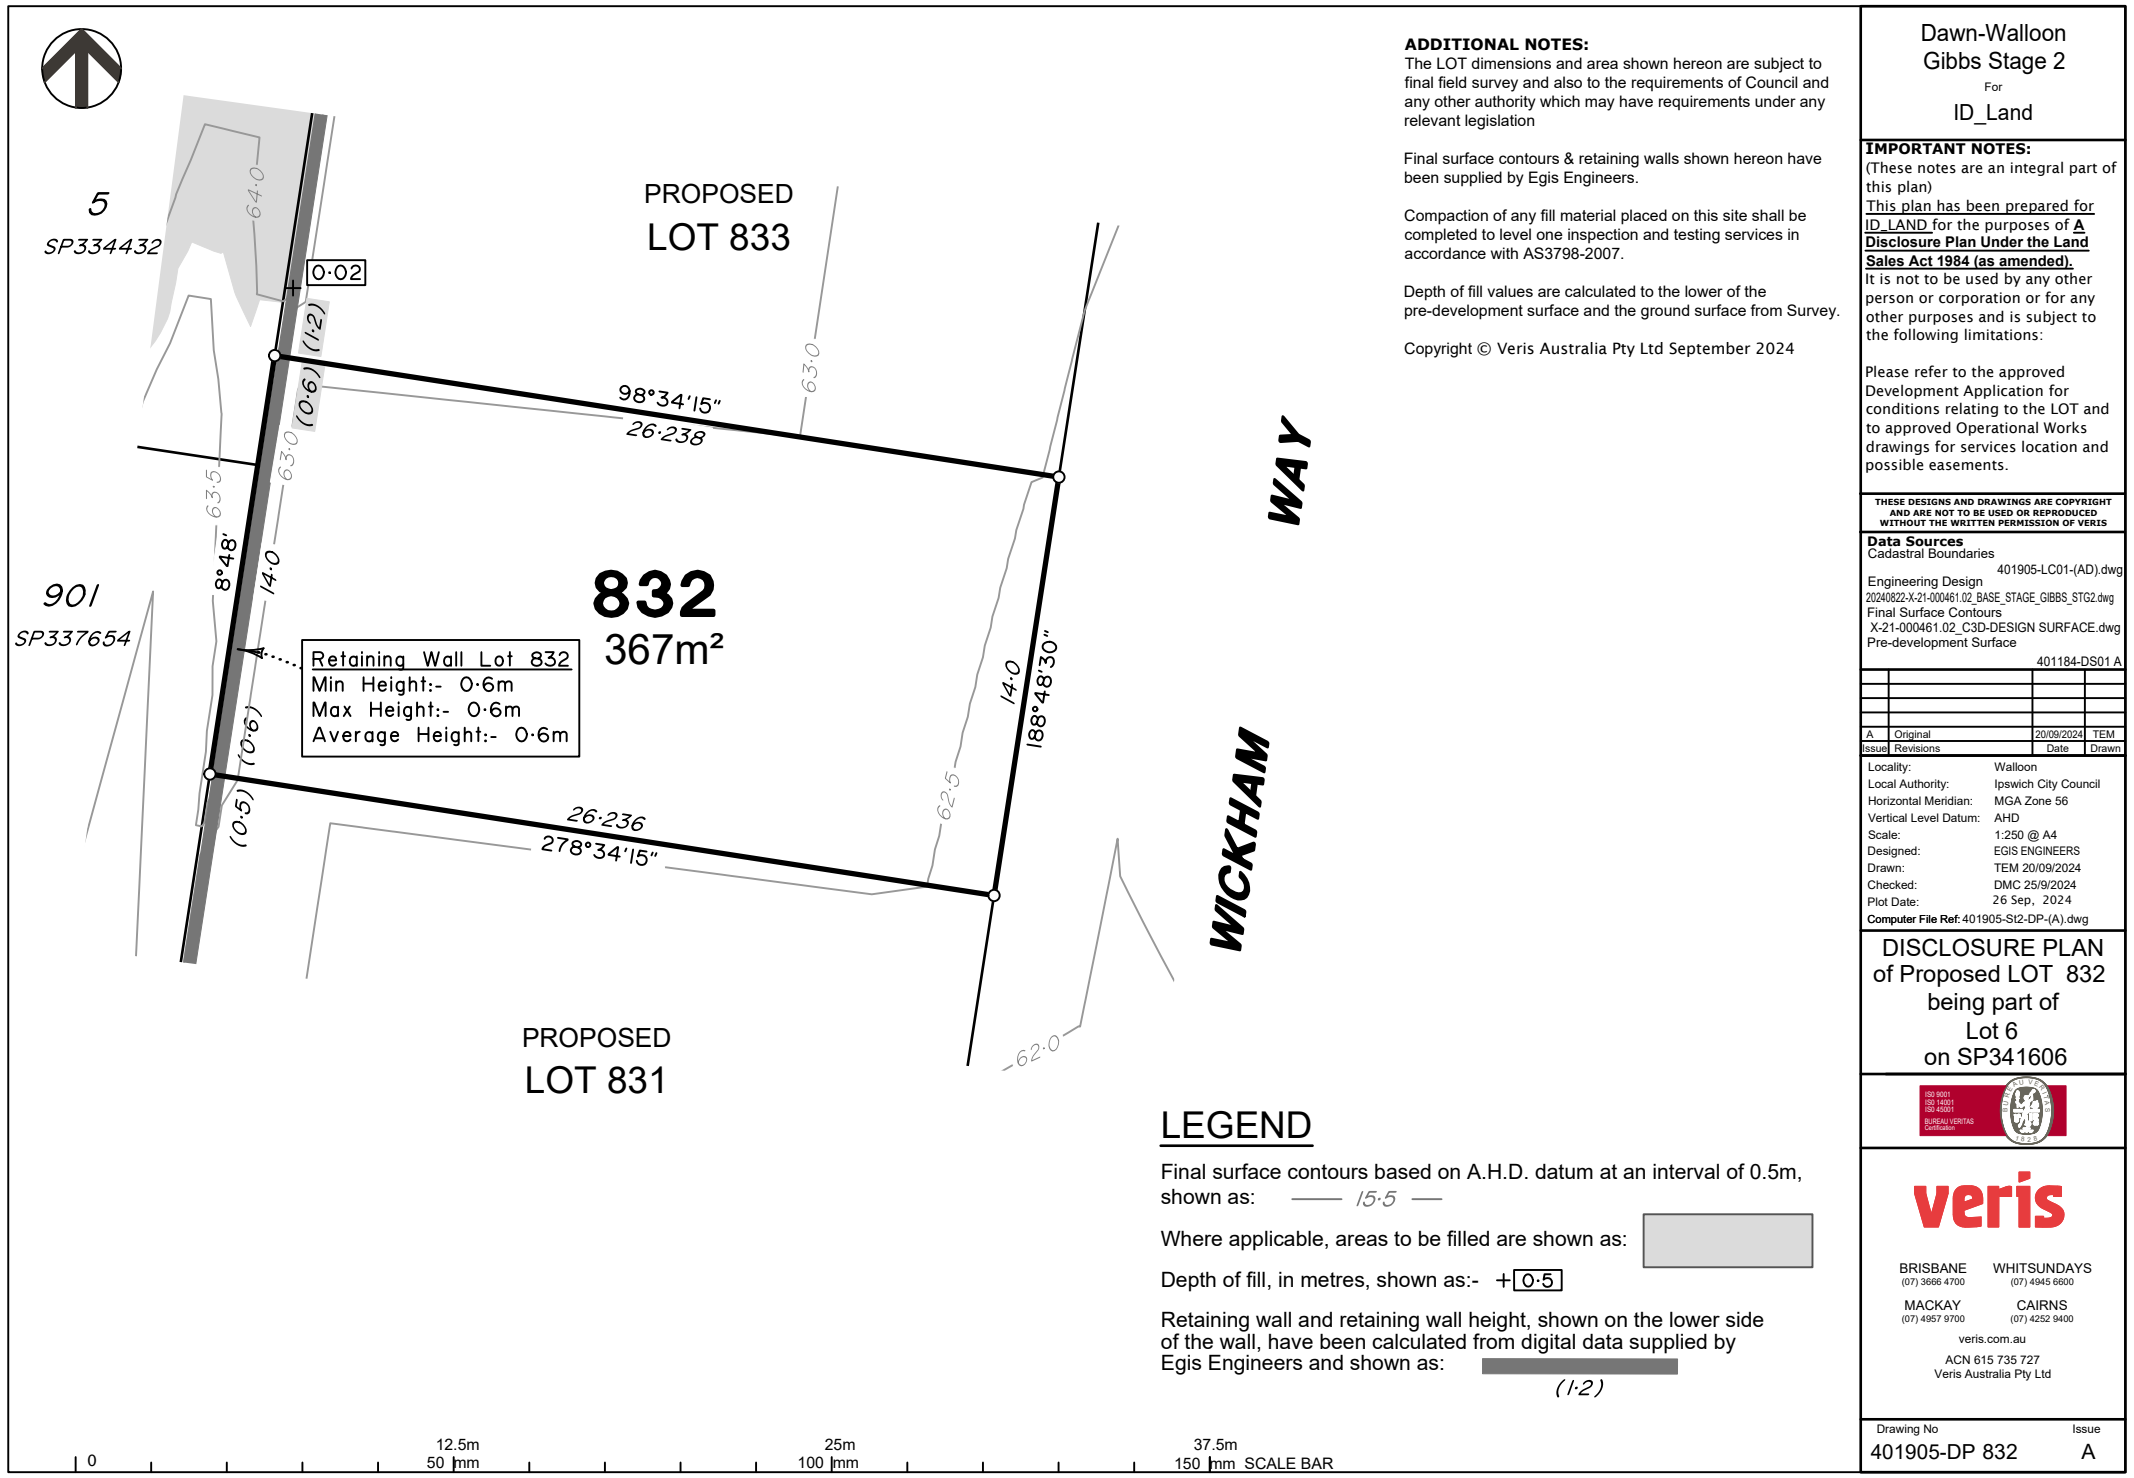 5
SP334432
64·0
0·02
(1·2)
(0·6)
PROPOSED
LOT 833
63·0
98°34'15"
26·238
63·0
63·5
8°48'
14·0
901
SP337654
832
367m²
Retaining Wall Lot 832
Min Height:- 0·6m
Max Height:- 0·6m
Average Height:- 0·6m
(0·6)
(0·5)
14·0
188°48'30"
62·5
26·236
278°34'15"
WICKHAM WAY
62·0
PROPOSED
LOT 831
ADDITIONAL NOTES:
The LOT dimensions and area shown hereon are subject to
final field survey and also to the requirements of Council and
any other authority which may have requirements under any
relevant legislation
Final surface contours & retaining walls shown hereon have
been supplied by Egis Engineers.
Compaction of any fill material placed on this site shall be
completed to level one inspection and testing services in
accordance with AS3798-2007.
Depth of fill values are calculated to the lower of the
pre-development surface and the ground surface from Survey.
Copyright © Veris Australia Pty Ltd September 2024
LEGEND
Final surface contours based on A.H.D. datum at an interval of 0.5m,
shown as: 15·5
Where applicable, areas to be filled are shown as:
Depth of fill, in metres, shown as:- + 0·5
Retaining wall and retaining wall height, shown on the lower side
of the wall, have been calculated from digital data supplied by
Egis Engineers and shown as:
(1·2)
12.5m 25m 37.5m
0 50 mm 100 mm 150 mm SCALE BAR
Dawn-Walloon
Gibbs Stage 2
For
ID_Land
IMPORTANT NOTES:
(These notes are an integral part of
this plan)
This plan has been prepared for
ID_LAND for the purposes of A
Disclosure Plan Under the Land
Sales Act 1984 (as amended).
It is not to be used by any other
person or corporation or for any
other purposes and is subject to
the following limitations:
Please refer to the approved
Development Application for
conditions relating to the LOT and
to approved Operational Works
drawings for services location and
possible easements.
THESE DESIGNS AND DRAWINGS ARE COPYRIGHT
AND ARE NOT TO BE USED OR REPRODUCED
WITHOUT THE WRITTEN PERMISSION OF VERIS
Data Sources
Cadastral Boundaries
401905-LC01-(AD).dwg
Engineering Design
20240822-X-21-000461.02_BASE_STAGE_GIBBS_STG2.dwg
Final Surface Contours
X-21-000461.02_C3D-DESIGN SURFACE.dwg
Pre-development Surface
401184-DS01 A
A Original 20/09/2024 TEM
Issue Revisions Date Drawn
Locality: Walloon
Local Authority: Ipswich City Council
Horizontal Meridian: MGA Zone 56
Vertical Level Datum: AHD
Scale: 1:250 @ A4
Designed: EGIS ENGINEERS
Drawn: TEM 20/09/2024
Checked: DMC 25/9/2024
Plot Date: 26 Sep, 2024
Computer File Ref: 401905-St2-DP-(A).dwg
DISCLOSURE PLAN
of Proposed LOT 832
being part of
Lot 6
on SP341606
ISO 9001
ISO 14001
ISO 45001
BUREAU VERITAS
Certification
BUREAU VERITAS
1828
veris
BRISBANE WHITSUNDAYS
(07) 3666 4700 (07) 4945 6600
MACKAY CAIRNS
(07) 4957 9700 (07) 4252 9400
veris.com.au
ACN 615 735 727
Veris Australia Pty Ltd
Drawing No Issue
401905-DP 832 A